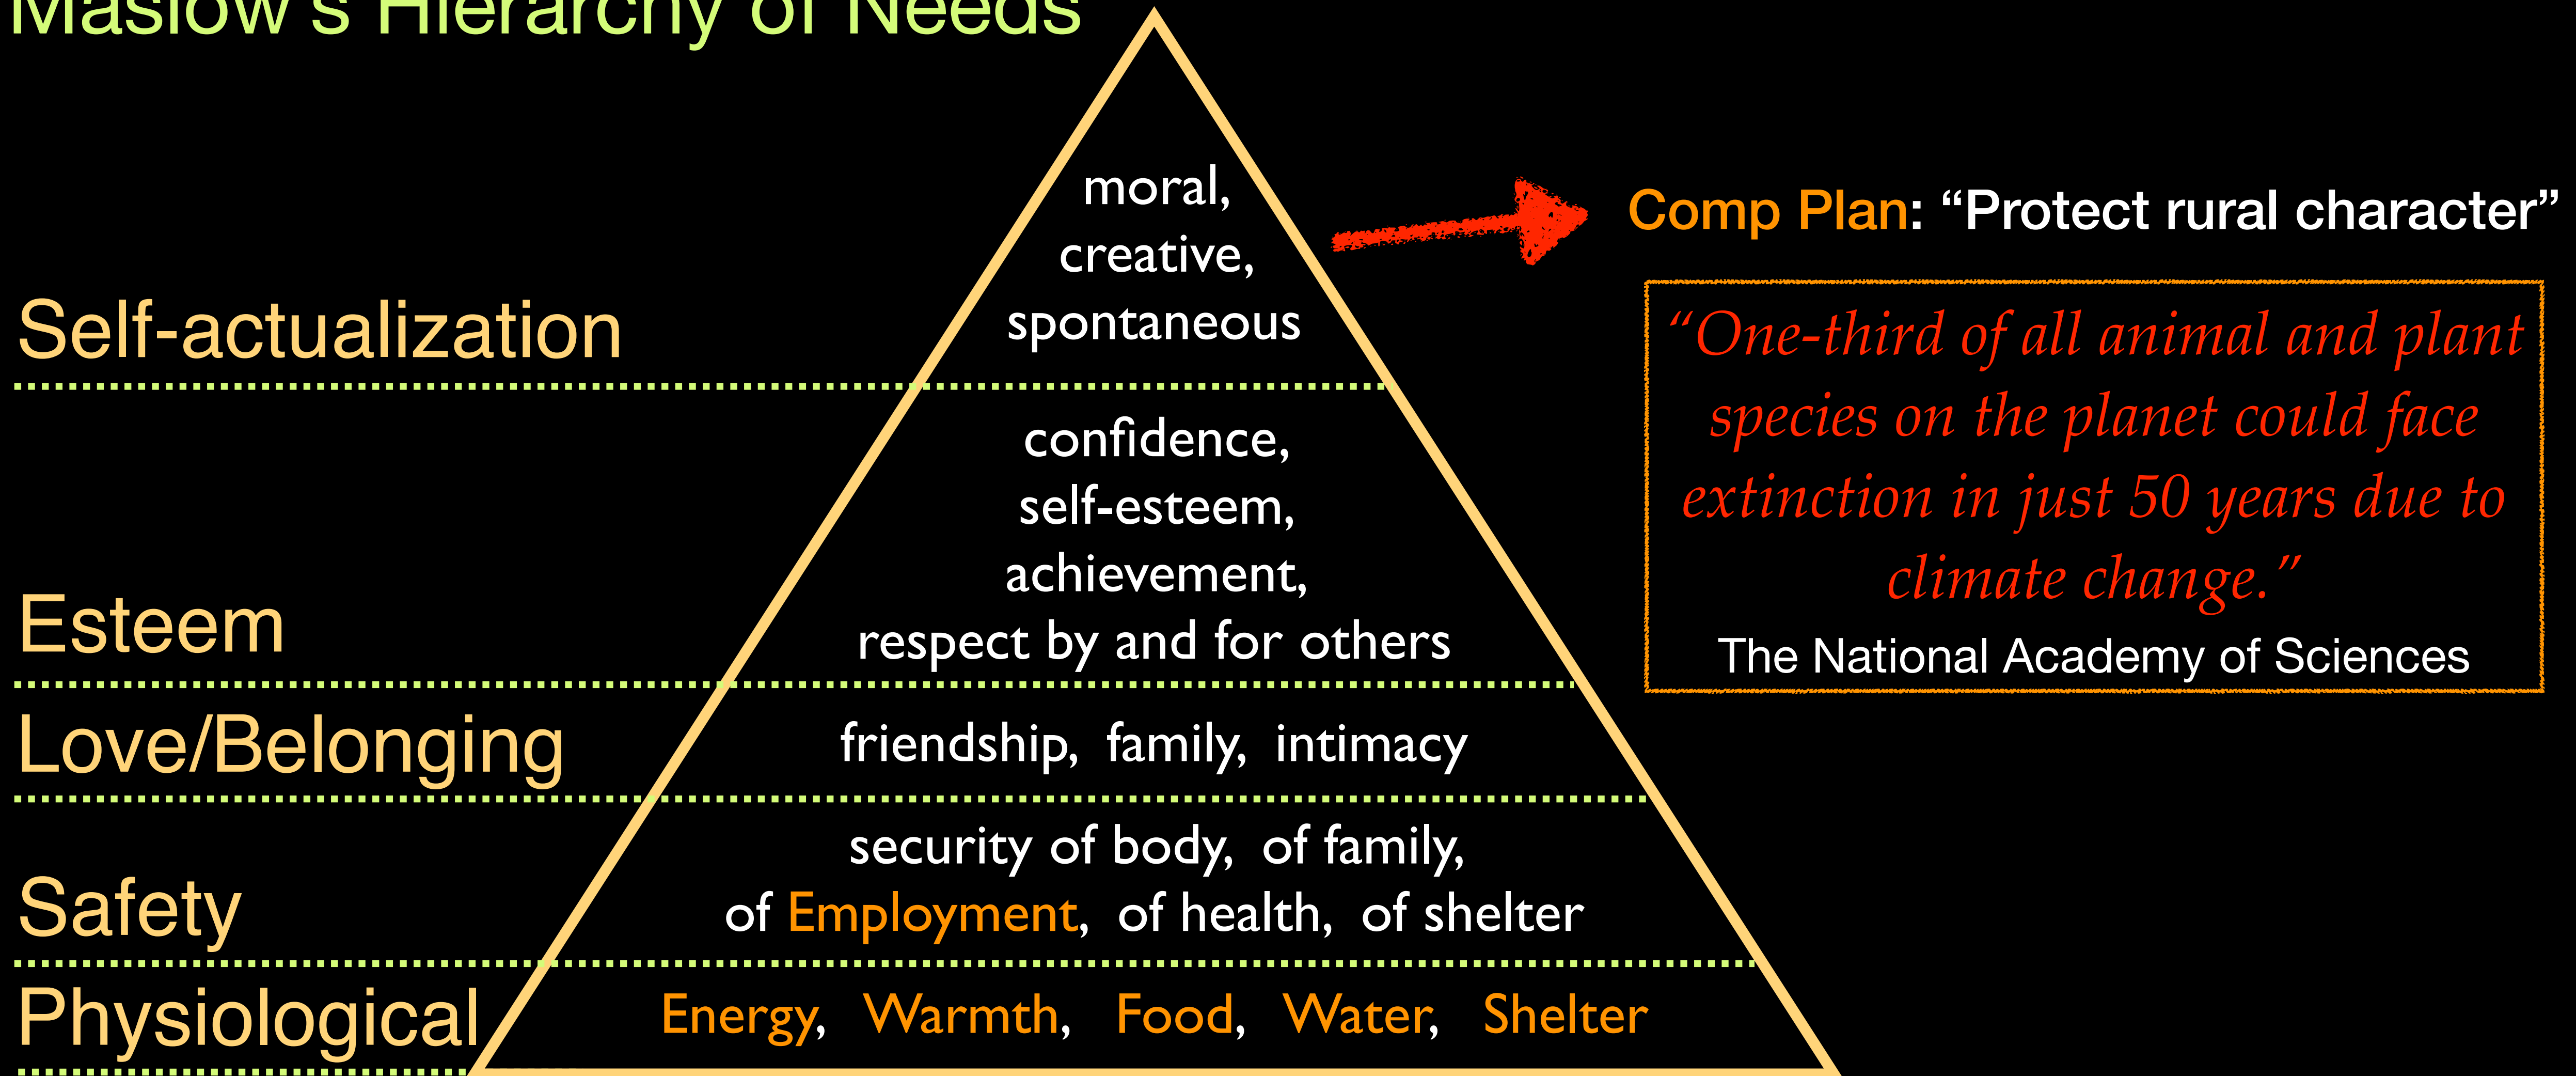 Maslow's Hierarchy of Needs
moral,
creative,
spontaneous
Self-actualization
Comp Plan: “Protect rural character”
“One-third of all animal and plant
species on the planet could face
extinction in just 50 years due to
climate change.”
The National Academy of Sciences
confidence,
self-esteem,
achievement,
respect by and for others
Esteem
Love/Belonging
friendship, family, intimacy
security of body, of family,
of Employment, of health, of shelter
Safety
Physiological
Energy, Warmth, Food, Water, Shelter